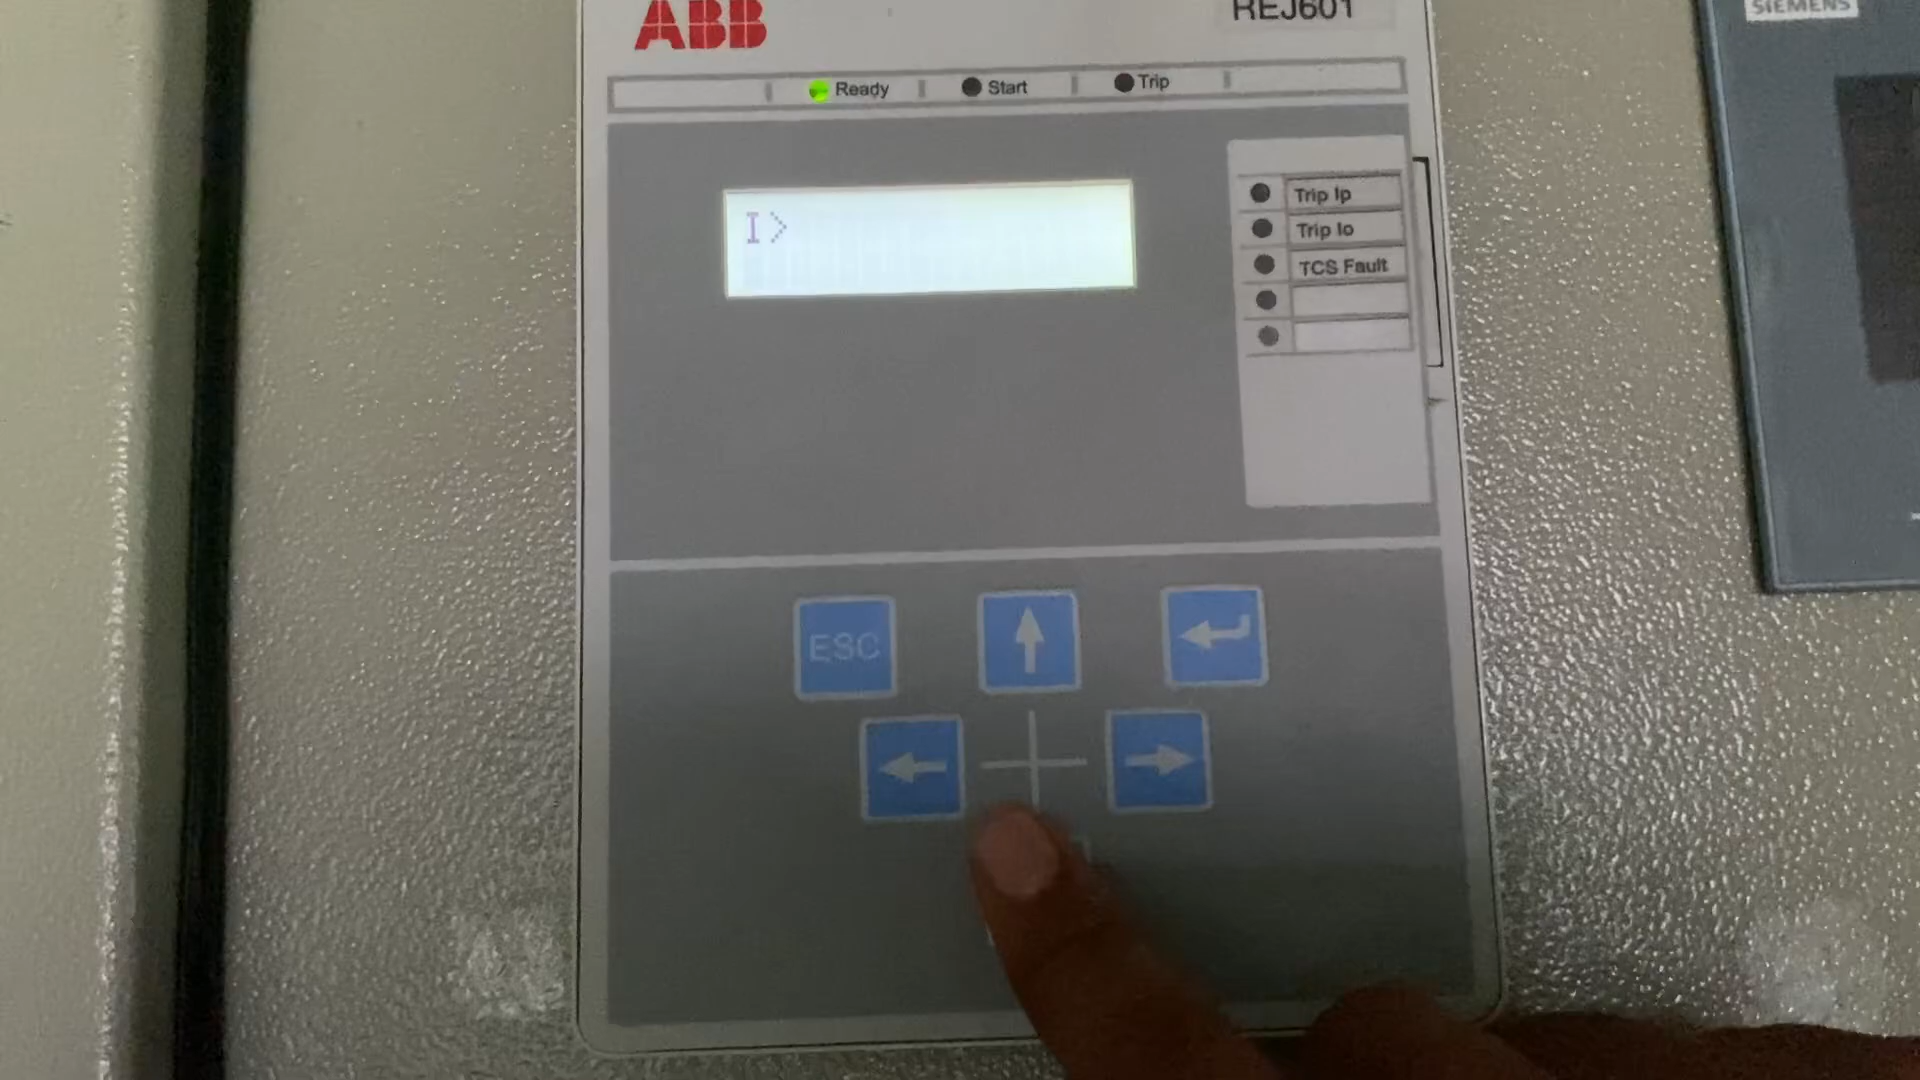 ABB
REJ601
SIEMENS
Ready
Start
Trip
I>
Trip Ip
Trip Io
TCS Fault
ESC